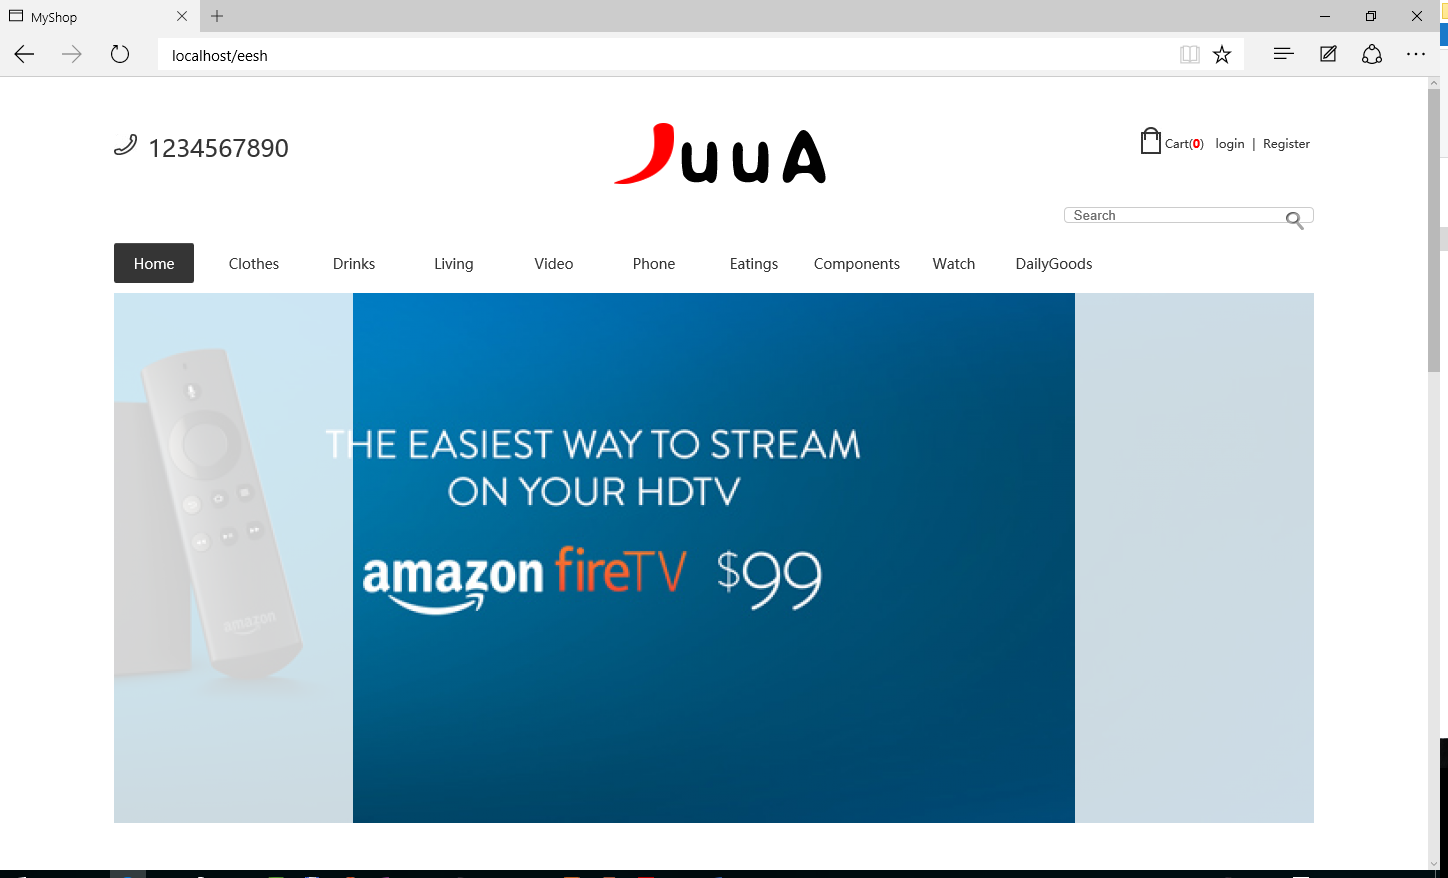 MyShop
localhost/eesh
1234567890
JuuA
Cart(0) login | Register
Search
Home Clothes Drinks Living Video Phone Eatings Components Watch DailyGoods
THE EASIEST WAY TO STREAM
ON YOUR HDTV
amazon fireTV $99
amazon